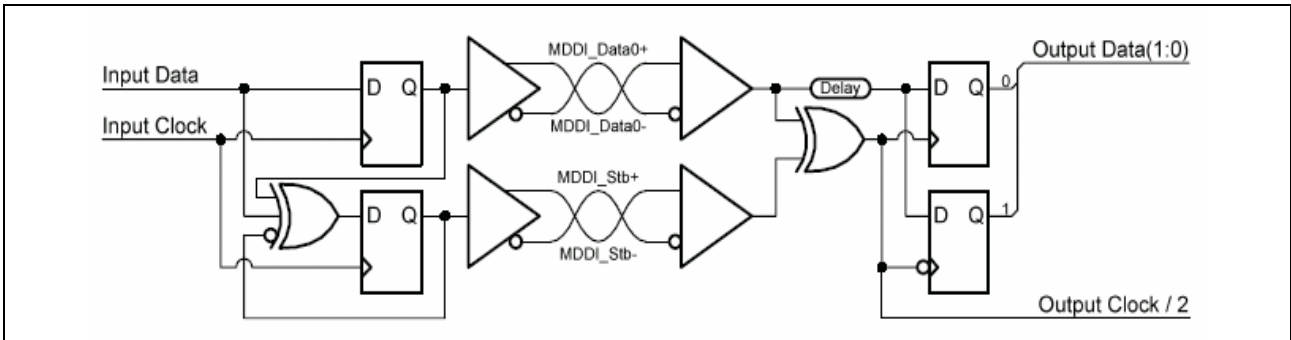 Output Data(1:0)
MDDI_Data0+
Input Data
D Q
Delay
D Q
0
Input Clock
MDDI_Data0-
MDDI_Stb+
D Q
D Q
1
MDDI_Stb-
Output Clock / 2